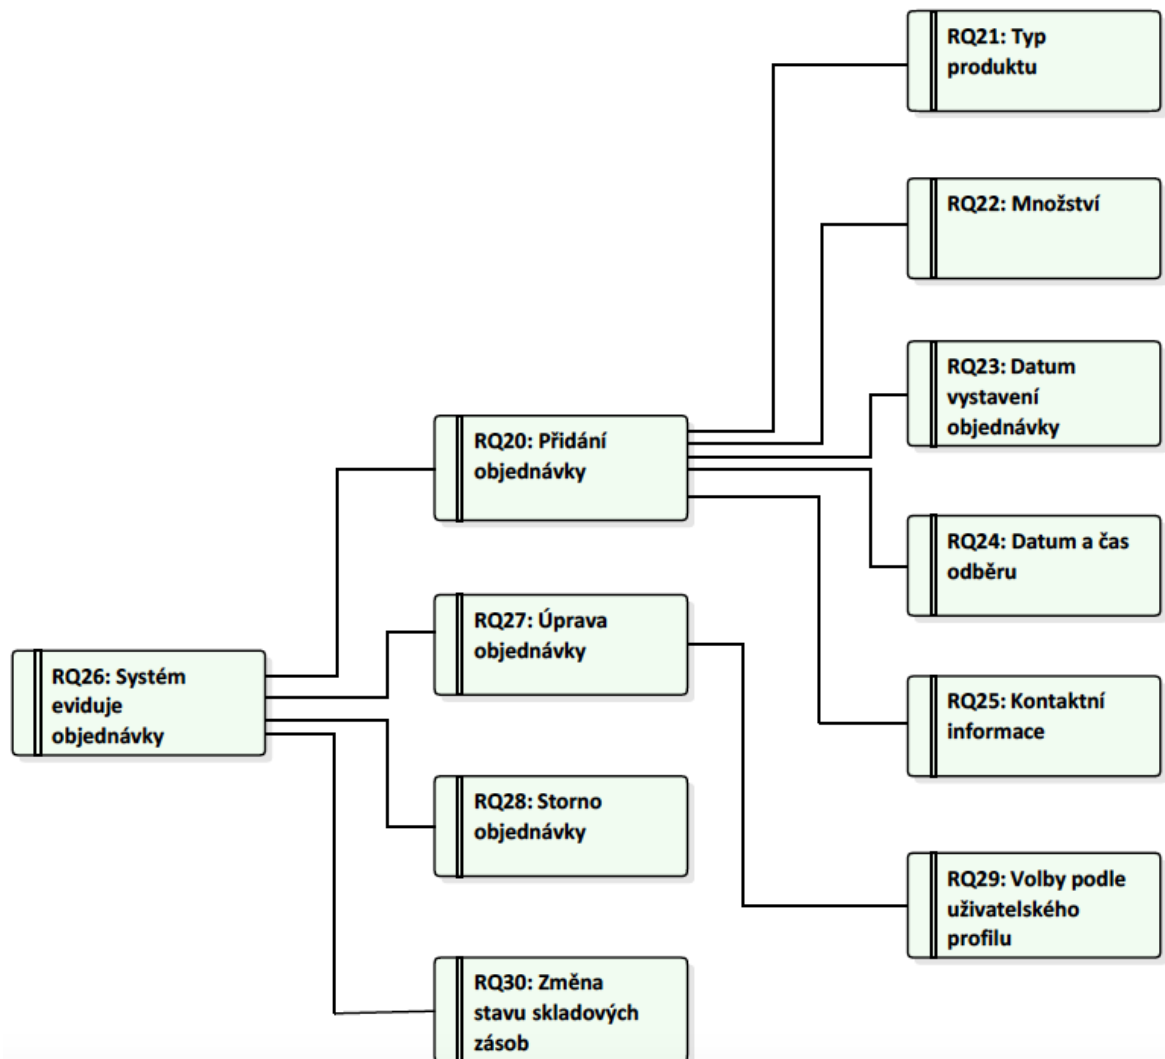 RQ21: Typ
produktu
RQ22: Množství
RQ23: Datum
vystavení
objednávky
RQ20: Přidání
objednávky
RQ24: Datum a čas
odběru
RQ27: Úprava
objednávky
RQ26: Systém
eviduje
objednávky
RQ25: Kontaktní
informace
RQ28: Storno
objednávky
RQ29: Volby podle
uživatelského
profilu
RQ30: Změna
stavu skladových
zásob